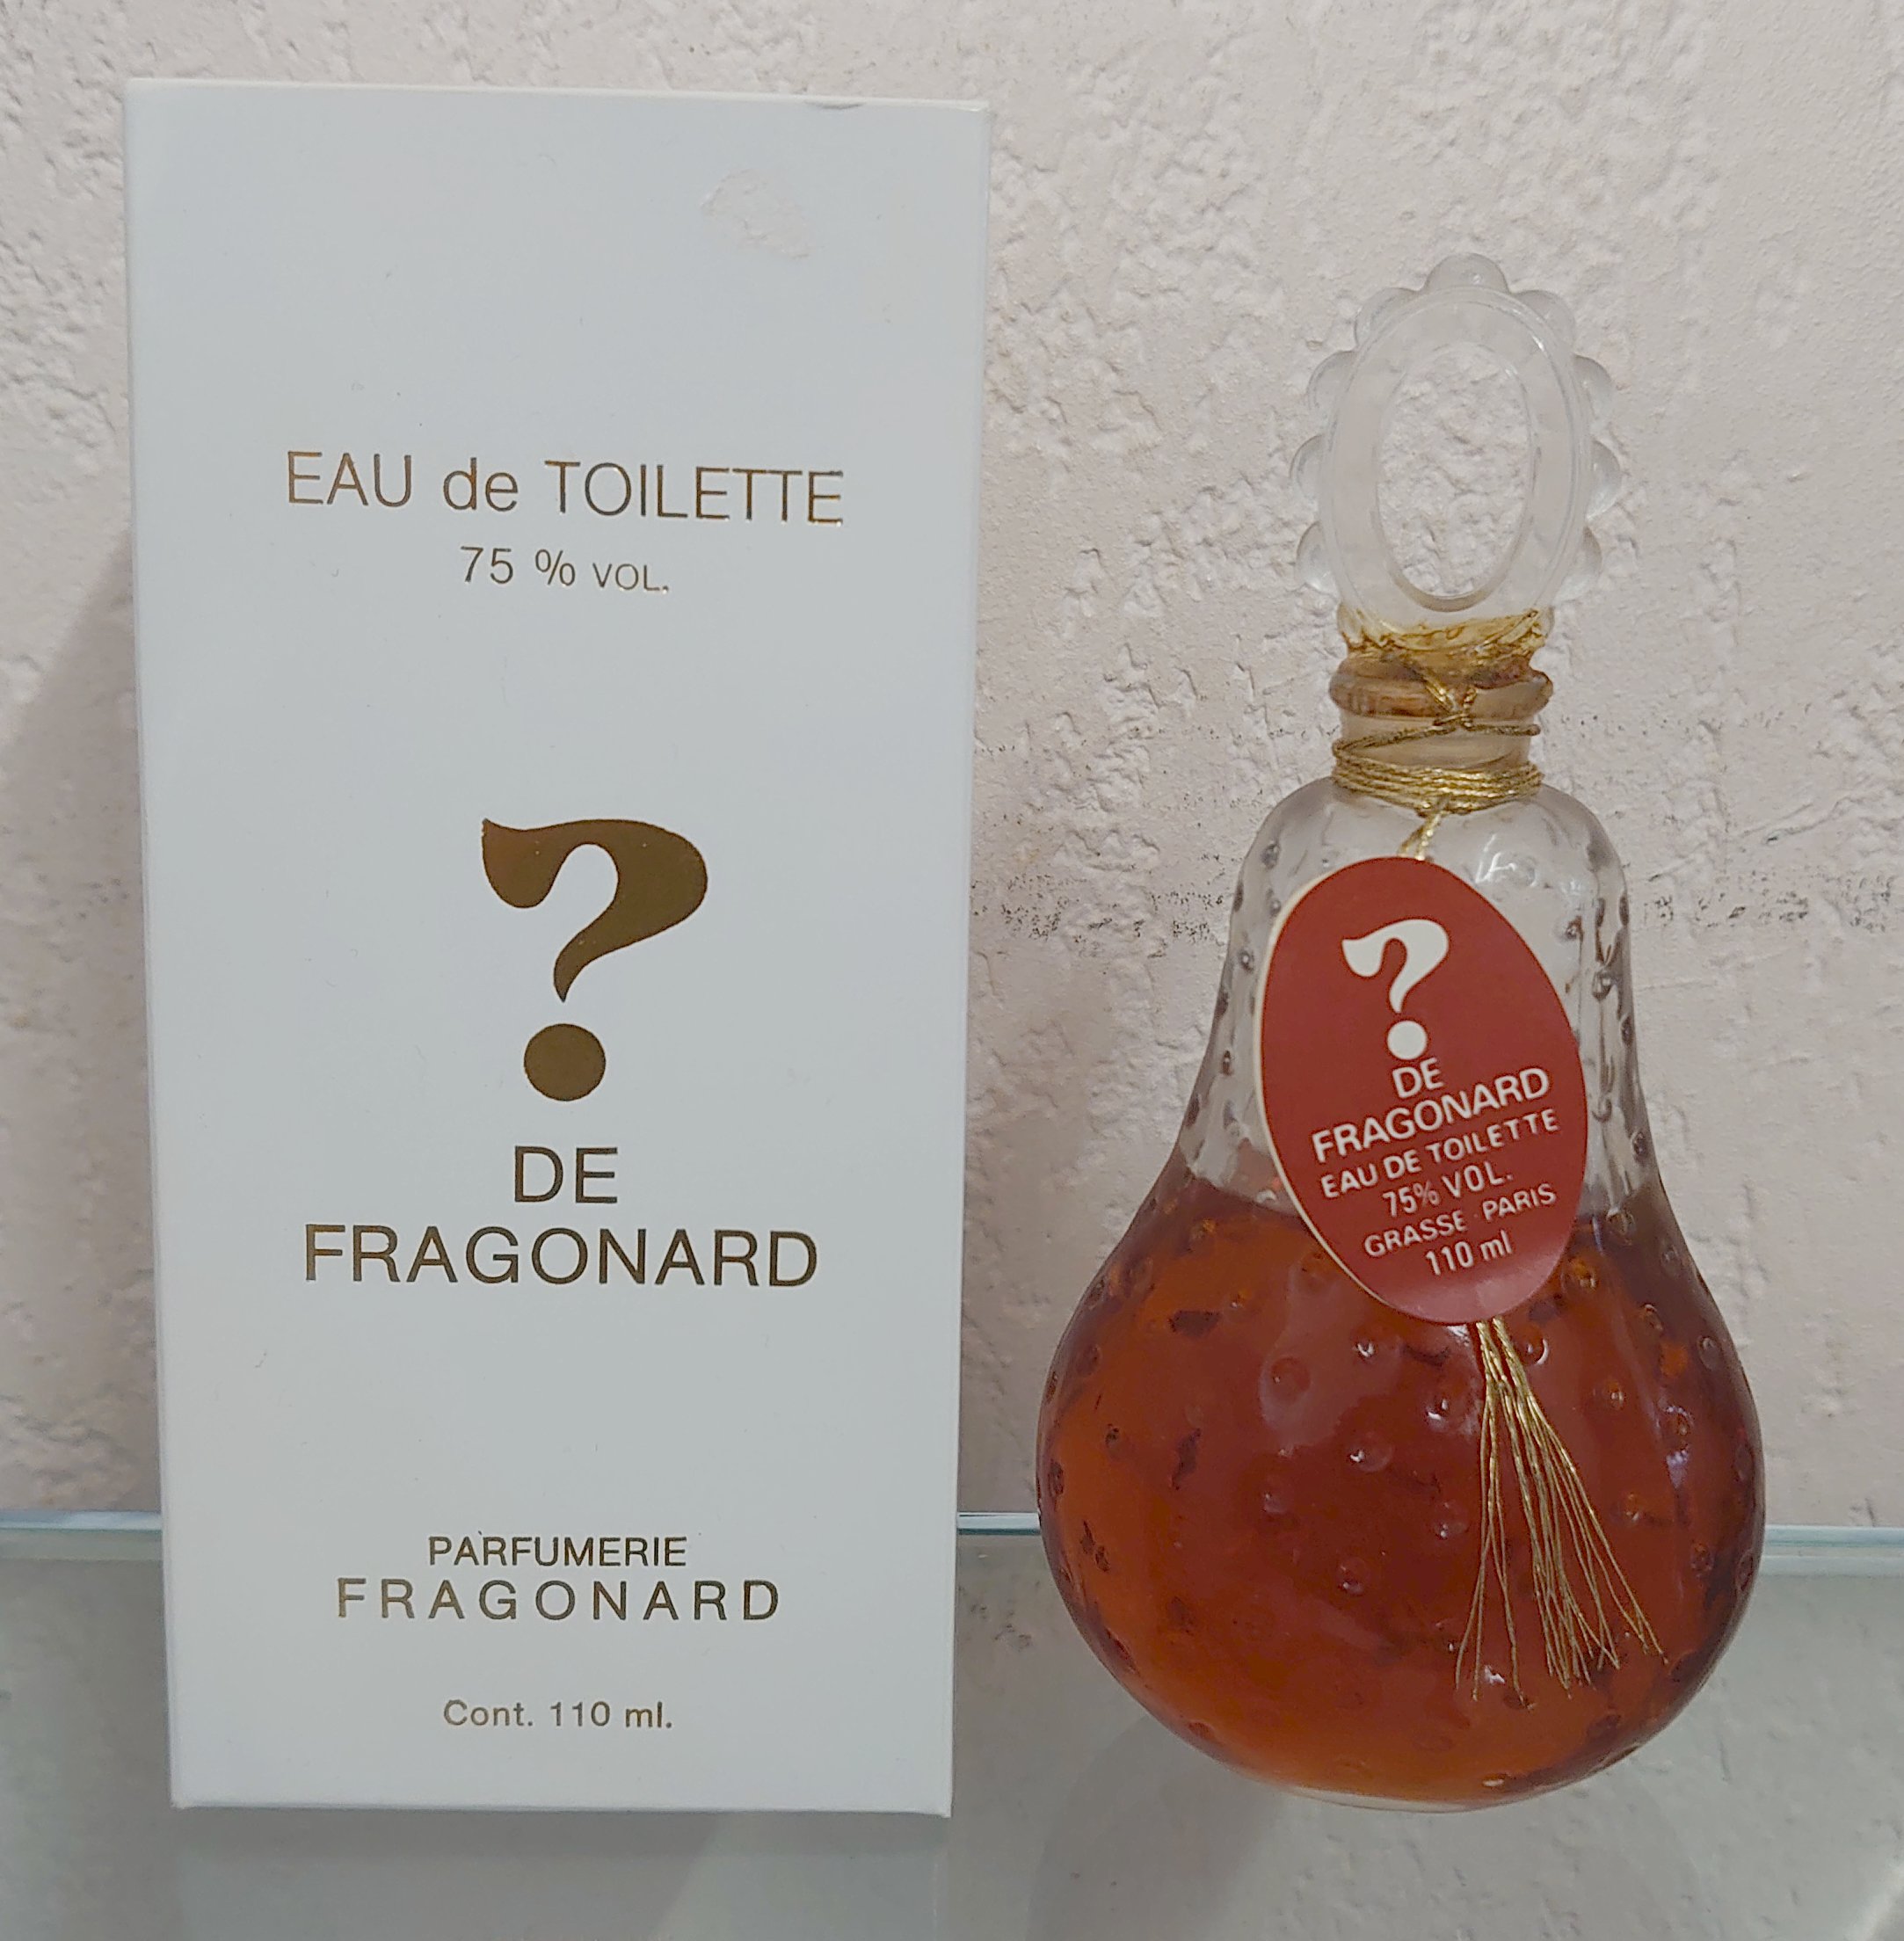 EAU de TOILETTE
75 % VOL.
?
DE
FRAGONARD
PARFUMERIE
FRAGONARD
Cont. 110 ml.
?
DE
FRAGONARD
EAU DE TOILETTE
75% VOL.
GRASSE · PARIS
110 ml